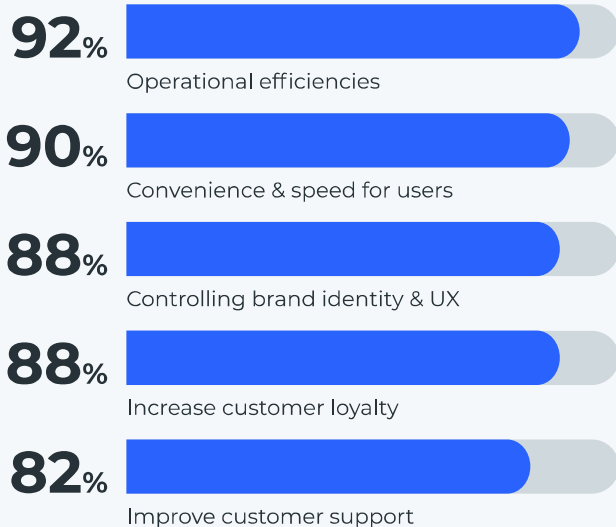 92%
Operational efficiencies
90%
Convenience & speed for users
88%
Controlling brand identity & UX
88%
Increase customer loyalty
82%
Improve customer support